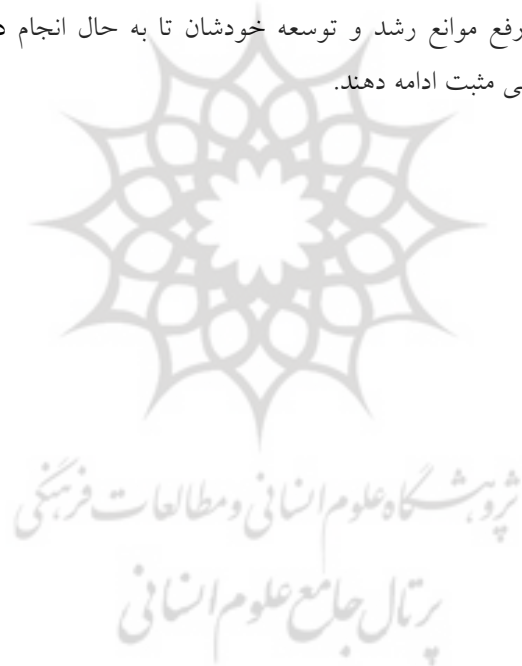 رفع موانع رشد و توسعه خودشان تا به حال انجام د
ی مثبت ادامه دهند.
پژوهشگاه علوم انسانی و مطالعات فرهنگی
پرتال جامع علوم انسانی